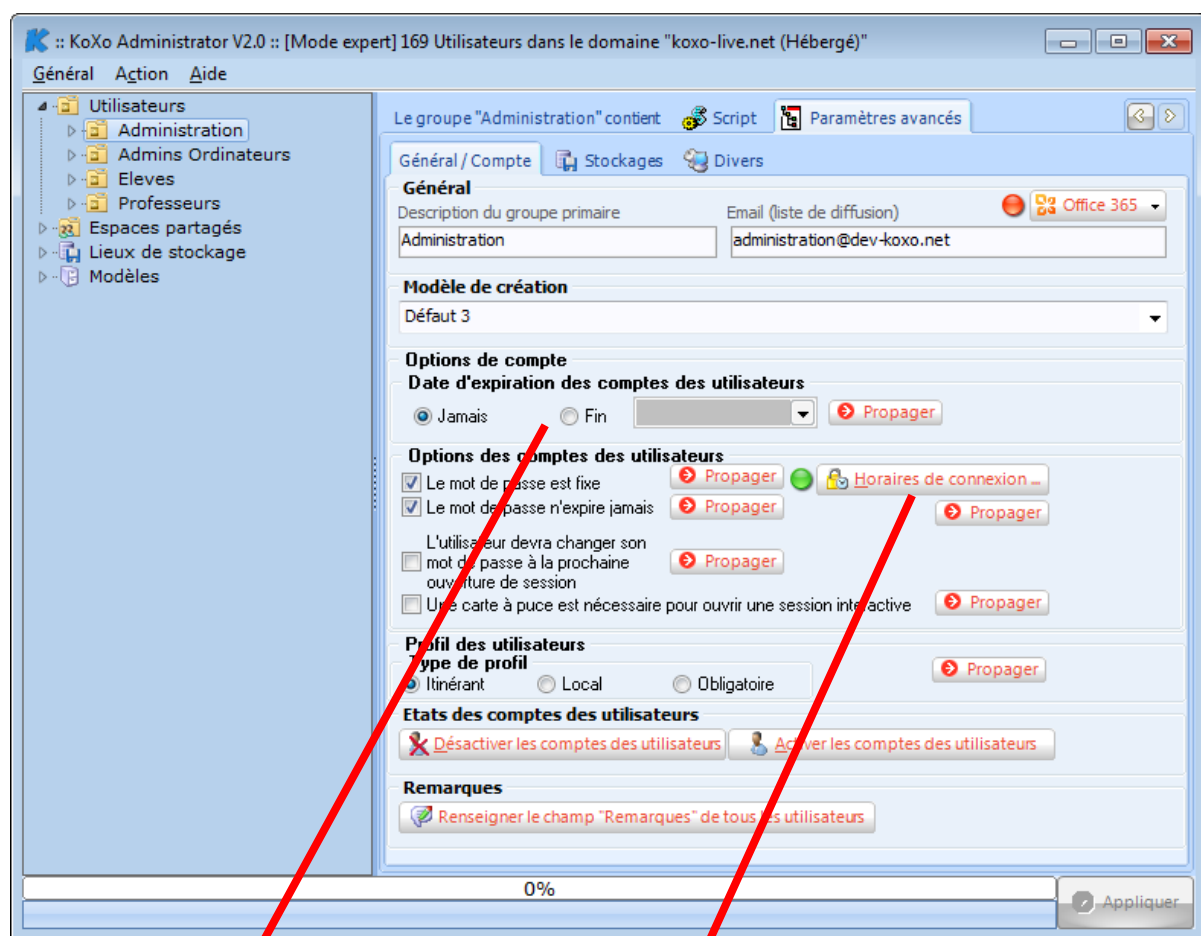 :: KoXo Administrator V2.0 :: [Mode expert] 169 Utilisateurs dans le domaine "koxo-live.net (Hébergé)"
Général Action Aide
Utilisateurs
Administration
Admins Ordinateurs
Eleves
Professeurs
Espaces partagés
Lieux de stockage
Modèles
Le groupe "Administration" contient Script Paramètres avancés
Général / Compte Stockages Divers
Général
Description du groupe primaire Email (liste de diffusion) Office 365
Administration administration@dev-koxo.net
Modèle de création
Défaut 3
Options de compte
Date d'expiration des comptes des utilisateurs
Jamais Fin Propager
Options des comptes des utilisateurs
Le mot de passe est fixe Propager Horaires de connexion ...
Le mot de passe n'expire jamais Propager Propager
L'utilisateur devra changer son
mot de passe à la prochaine Propager
ouverture de session
Une carte à puce est nécessaire pour ouvrir une session interactive Propager
Profil des utilisateurs
Type de profil
Propager
Itinérant Local Obligatoire
Etats des comptes des utilisateurs
Désactiver les comptes des utilisateurs Activer les comptes des utilisateurs
Remarques
Renseigner le champ "Remarques" de tous les utilisateurs
0%
Appliquer